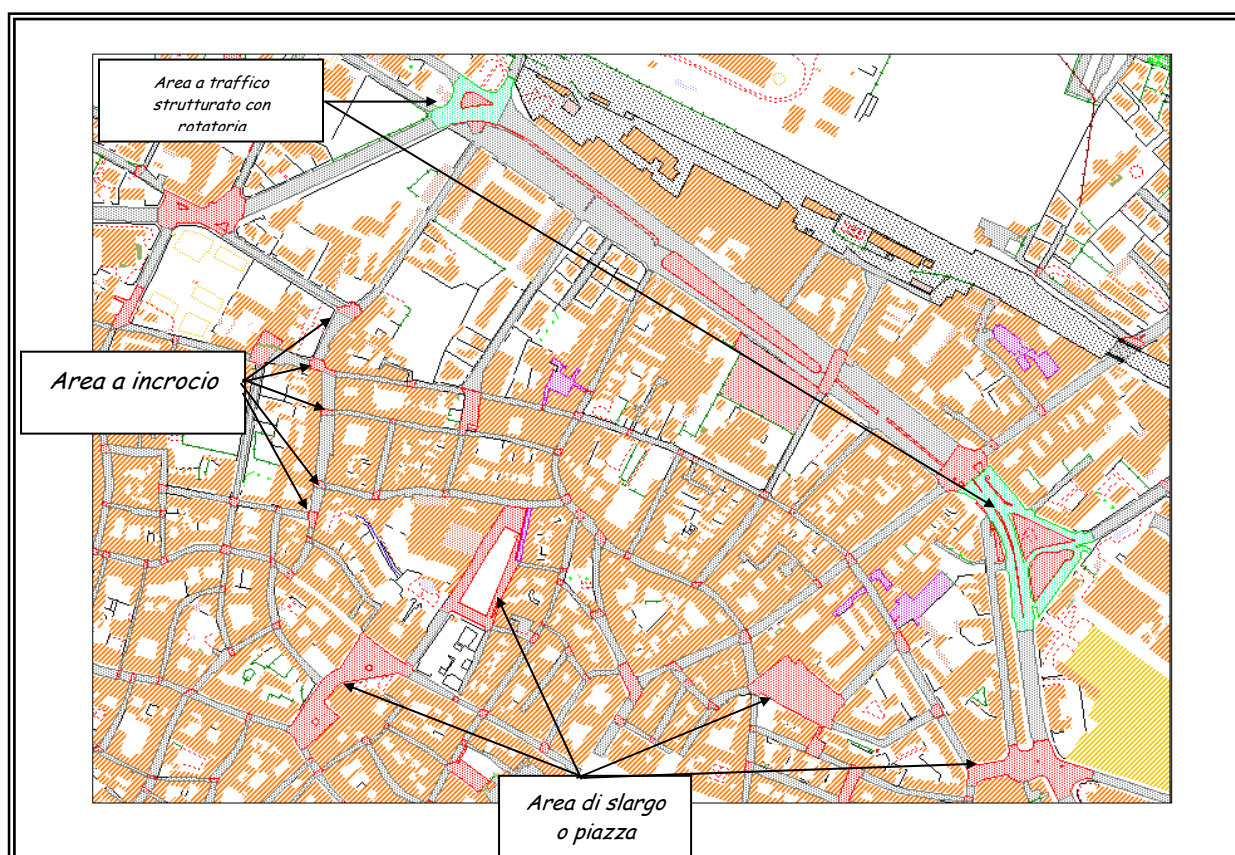 Area a traffico
strutturato con
rotatoria
Area a incrocio
Area di slargo
o piazza